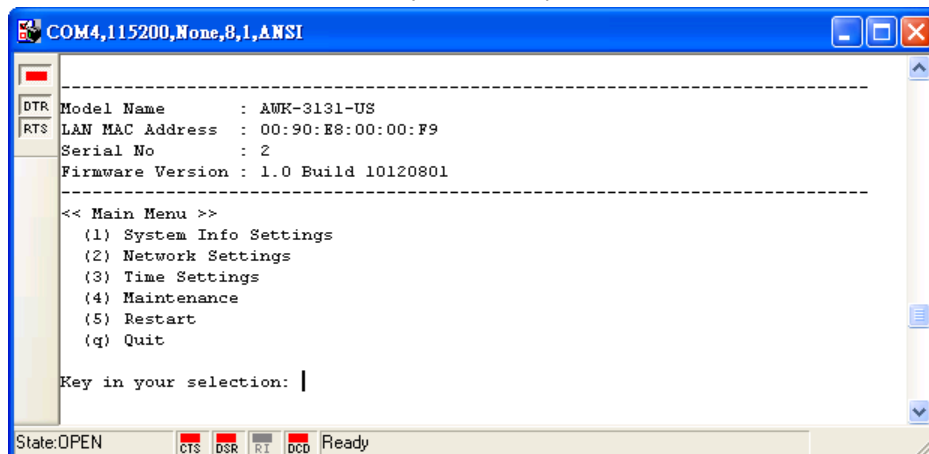 COM4,115200,None,8,1,ANSI
--------------------------------------------------------------------------
DTR
RTS
Model Name : AWK-3131-US
LAN MAC Address : 00:90:E8:00:00:F9
Serial No : 2
Firmware Version : 1.0 Build 10120801
--------------------------------------------------------------------------
<< Main Menu >>
(1) System Info Settings
(2) Network Settings
(3) Time Settings
(4) Maintenance
(5) Restart
(q) Quit
Key in your selection:
State:OPEN CTS DSR RI DCD Ready